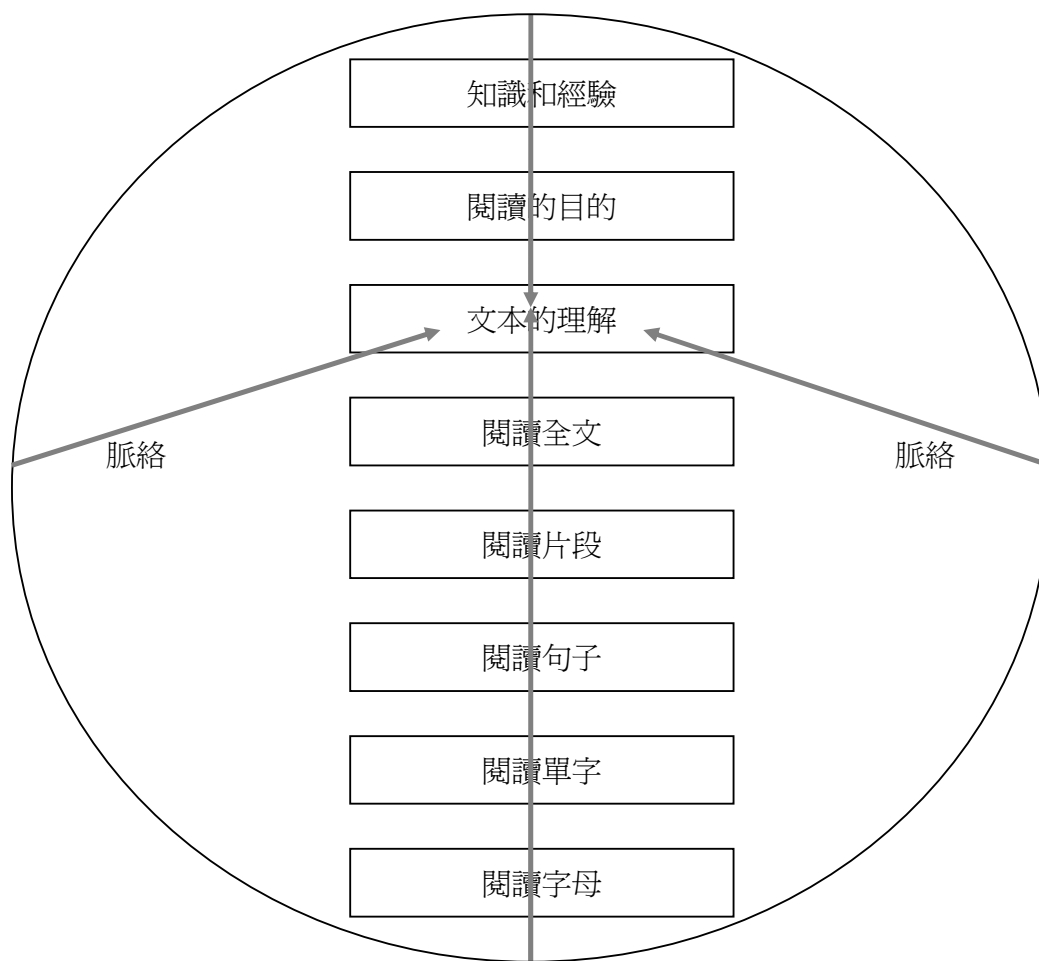 知識和經驗
閱讀的目的
文本的理解
閱讀全文
脈絡
脈絡
閱讀片段
閱讀句子
閱讀單字
閱讀字母